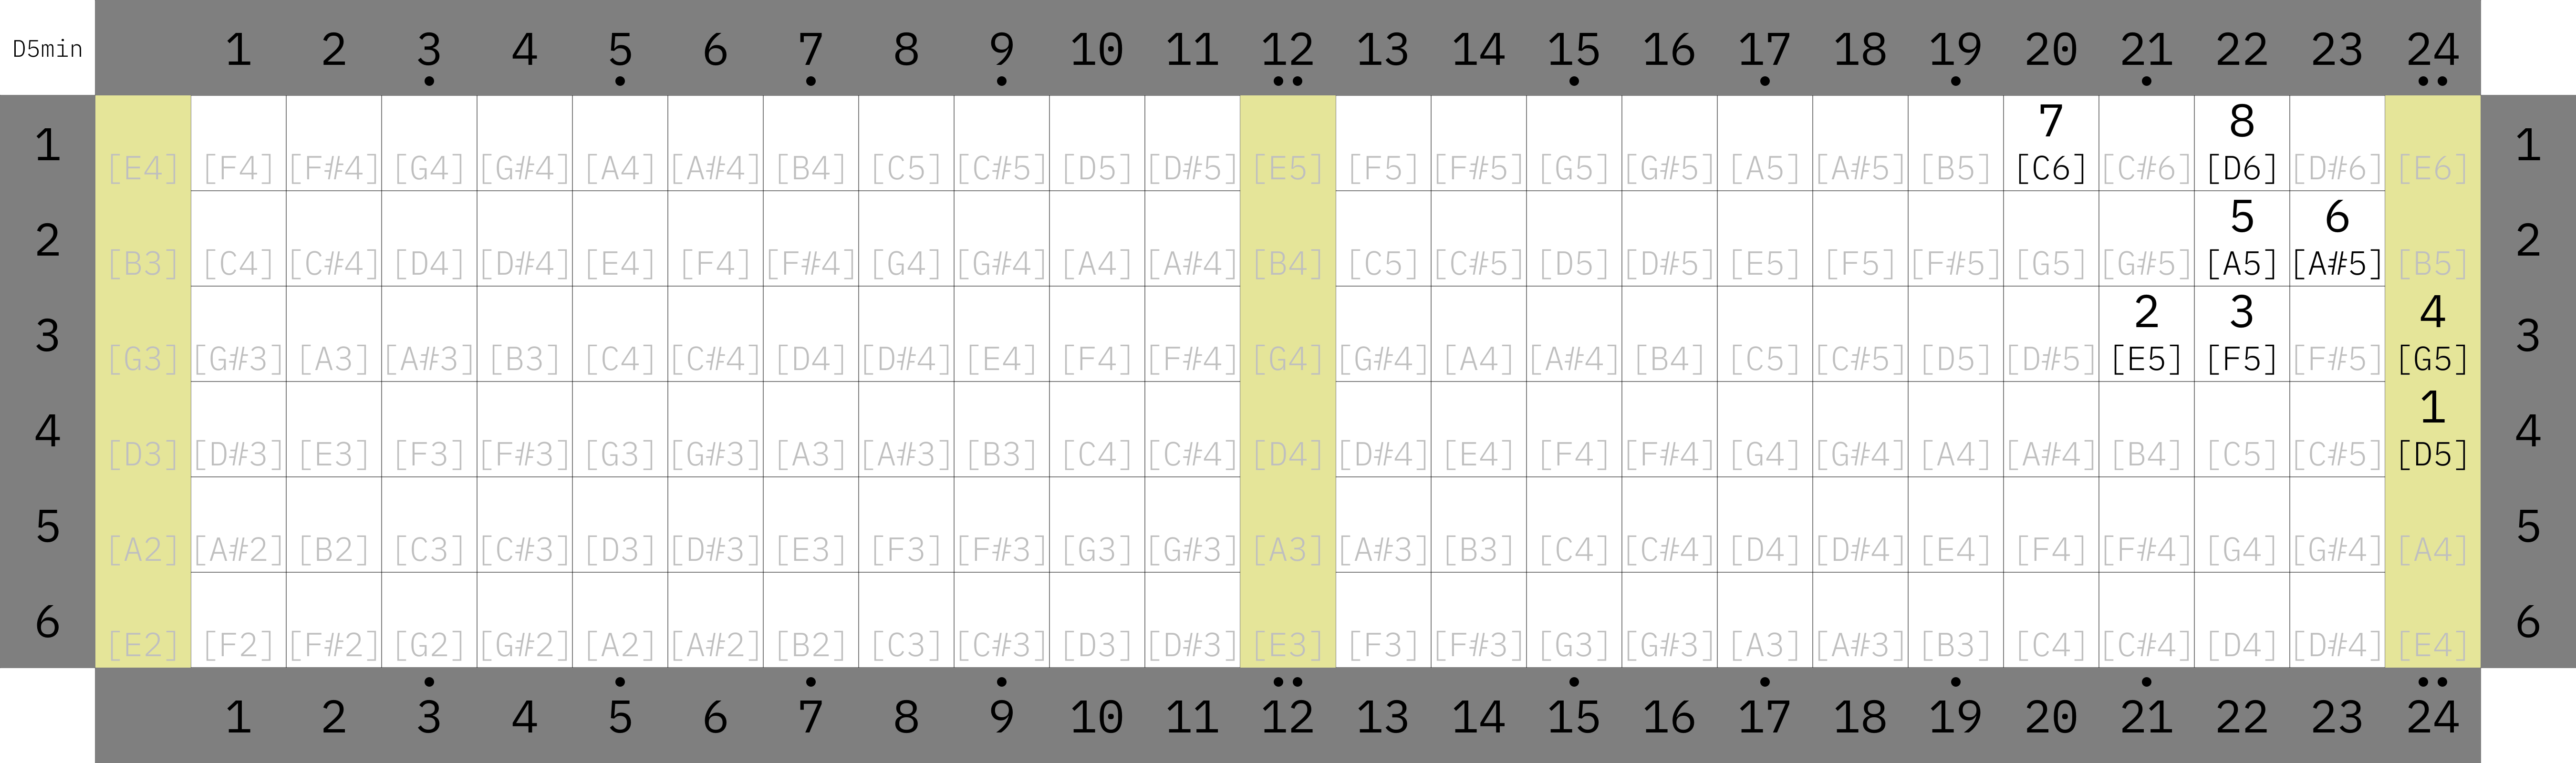 D5min 1 2 3 4 5 6 7 8 9 10 11 12 13 14 15 16 17 18 19 20 21 22 23 24
7 8
1 [E4] [F4] [F#4] [G4] [G#4] [A4] [A#4] [B4] [C5] [C#5] [D5] [D#5] [E5] [F5] [F#5] [G5] [G#5] [A5] [A#5] [B5] [C6] [C#6] [D6] [D#6] [E6] 1
5 6
2 [B3] [C4] [C#4] [D4] [D#4] [E4] [F4] [F#4] [G4] [G#4] [A4] [A#4] [B4] [C5] [C#5] [D5] [D#5] [E5] [F5] [F#5] [G5] [G#5] [A5] [A#5] [B5] 2
2 3 4
3 [G3] [G#3] [A3] [A#3] [B3] [C4] [C#4] [D4] [D#4] [E4] [F4] [F#4] [G4] [G#4] [A4] [A#4] [B4] [C5] [C#5] [D5] [D#5] [E5] [F5] [F#5] [G5] 3
1
4 [D3] [D#3] [E3] [F3] [F#3] [G3] [G#3] [A3] [A#3] [B3] [C4] [C#4] [D4] [D#4] [E4] [F4] [F#4] [G4] [G#4] [A4] [A#4] [B4] [C5] [C#5] [D5] 4
5 [A2] [A#2] [B2] [C3] [C#3] [D3] [D#3] [E3] [F3] [F#3] [G3] [G#3] [A3] [A#3] [B3] [C4] [C#4] [D4] [D#4] [E4] [F4] [F#4] [G4] [G#4] [A4] 5
6 [E2] [F2] [F#2] [G2] [G#2] [A2] [A#2] [B2] [C3] [C#3] [D3] [D#3] [E3] [F3] [F#3] [G3] [G#3] [A3] [A#3] [B3] [C4] [C#4] [D4] [D#4] [E4] 6
1 2 3 4 5 6 7 8 9 10 11 12 13 14 15 16 17 18 19 20 21 22 23 24